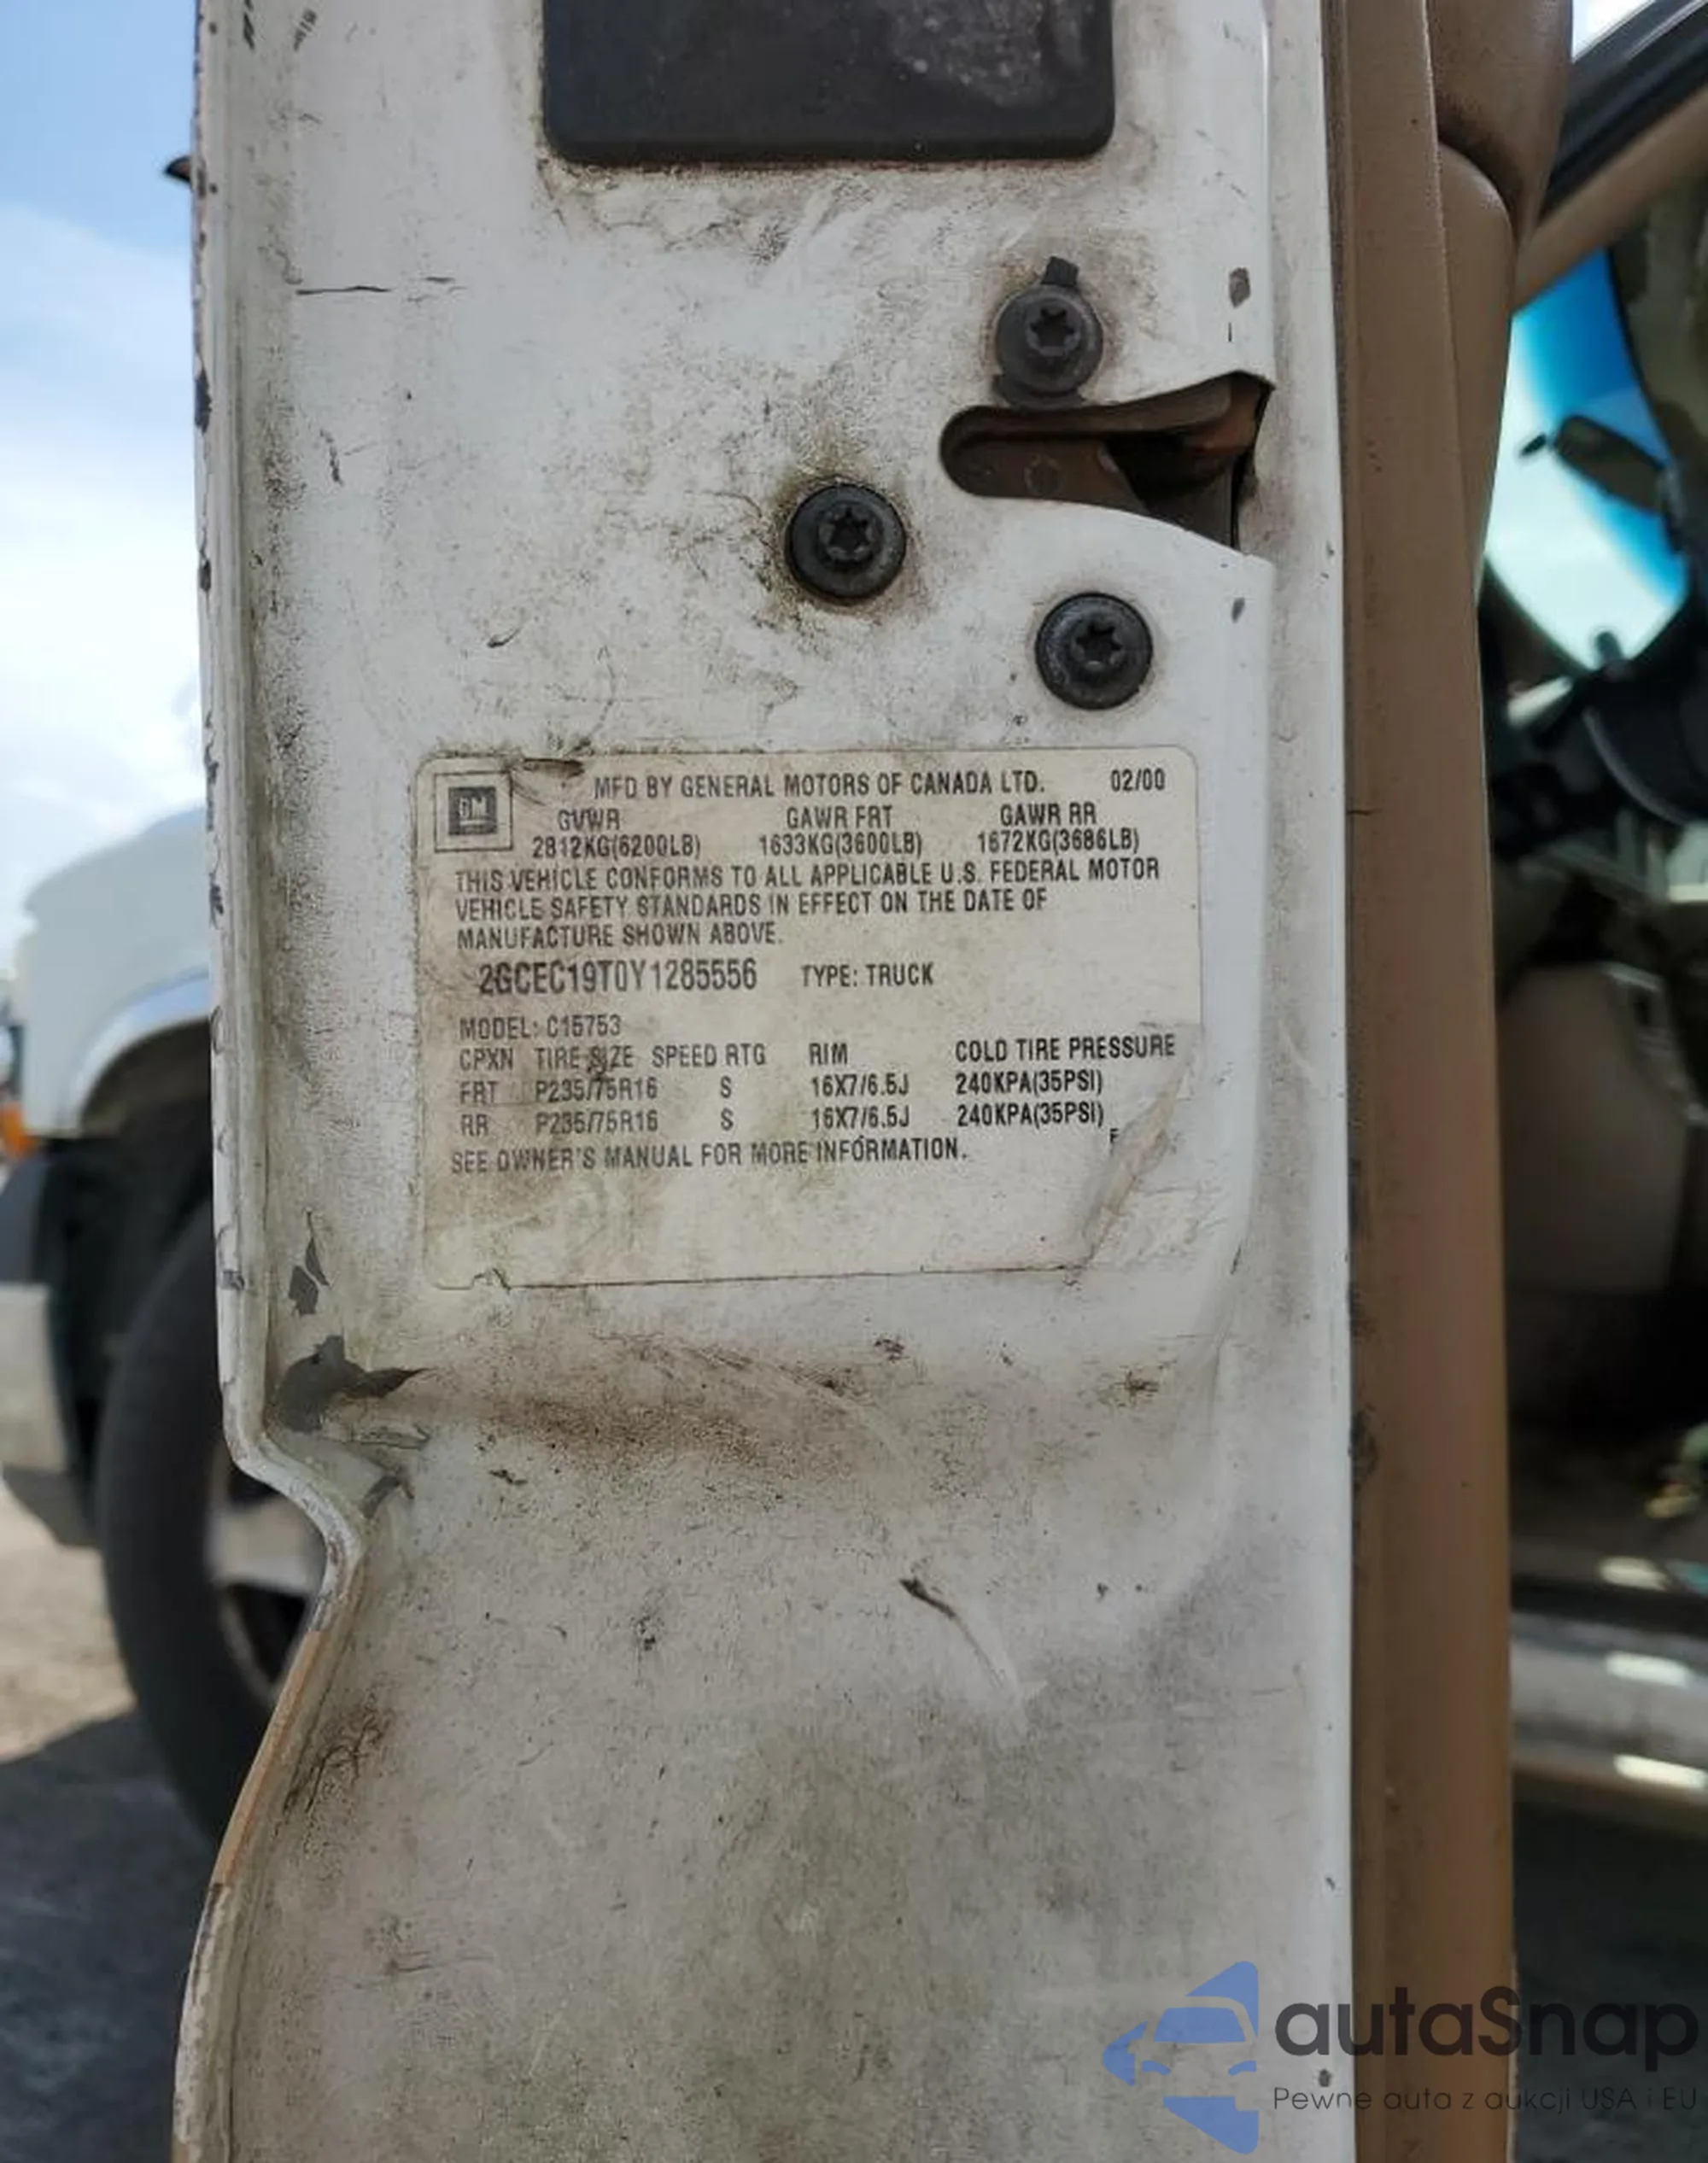 GM
MFD BY GENERAL MOTORS OF CANADA LTD. 02/00
GVWR GAWR FRT GAWR RR
2812KG(6200LB) 1633KG(3600LB) 1672KG(3686LB)
THIS VEHICLE CONFORMS TO ALL APPLICABLE U.S. FEDERAL MOTOR
VEHICLE SAFETY STANDARDS IN EFFECT ON THE DATE OF
MANUFACTURE SHOWN ABOVE.
2GCEC19T0Y1285556 TYPE: TRUCK
MODEL: C15753
CPXN TIRE SIZE SPEED RTG RIM COLD TIRE PRESSURE
FRT P235/75R16 S 16X7/6.5J 240KPA(35PSI)
RR P235/75R16 S 16X7/6.5J 240KPA(35PSI)
F
SEE OWNER'S MANUAL FOR MORE INFORMATION.
autaSnap
Pewne auta z aukcji USA i EU